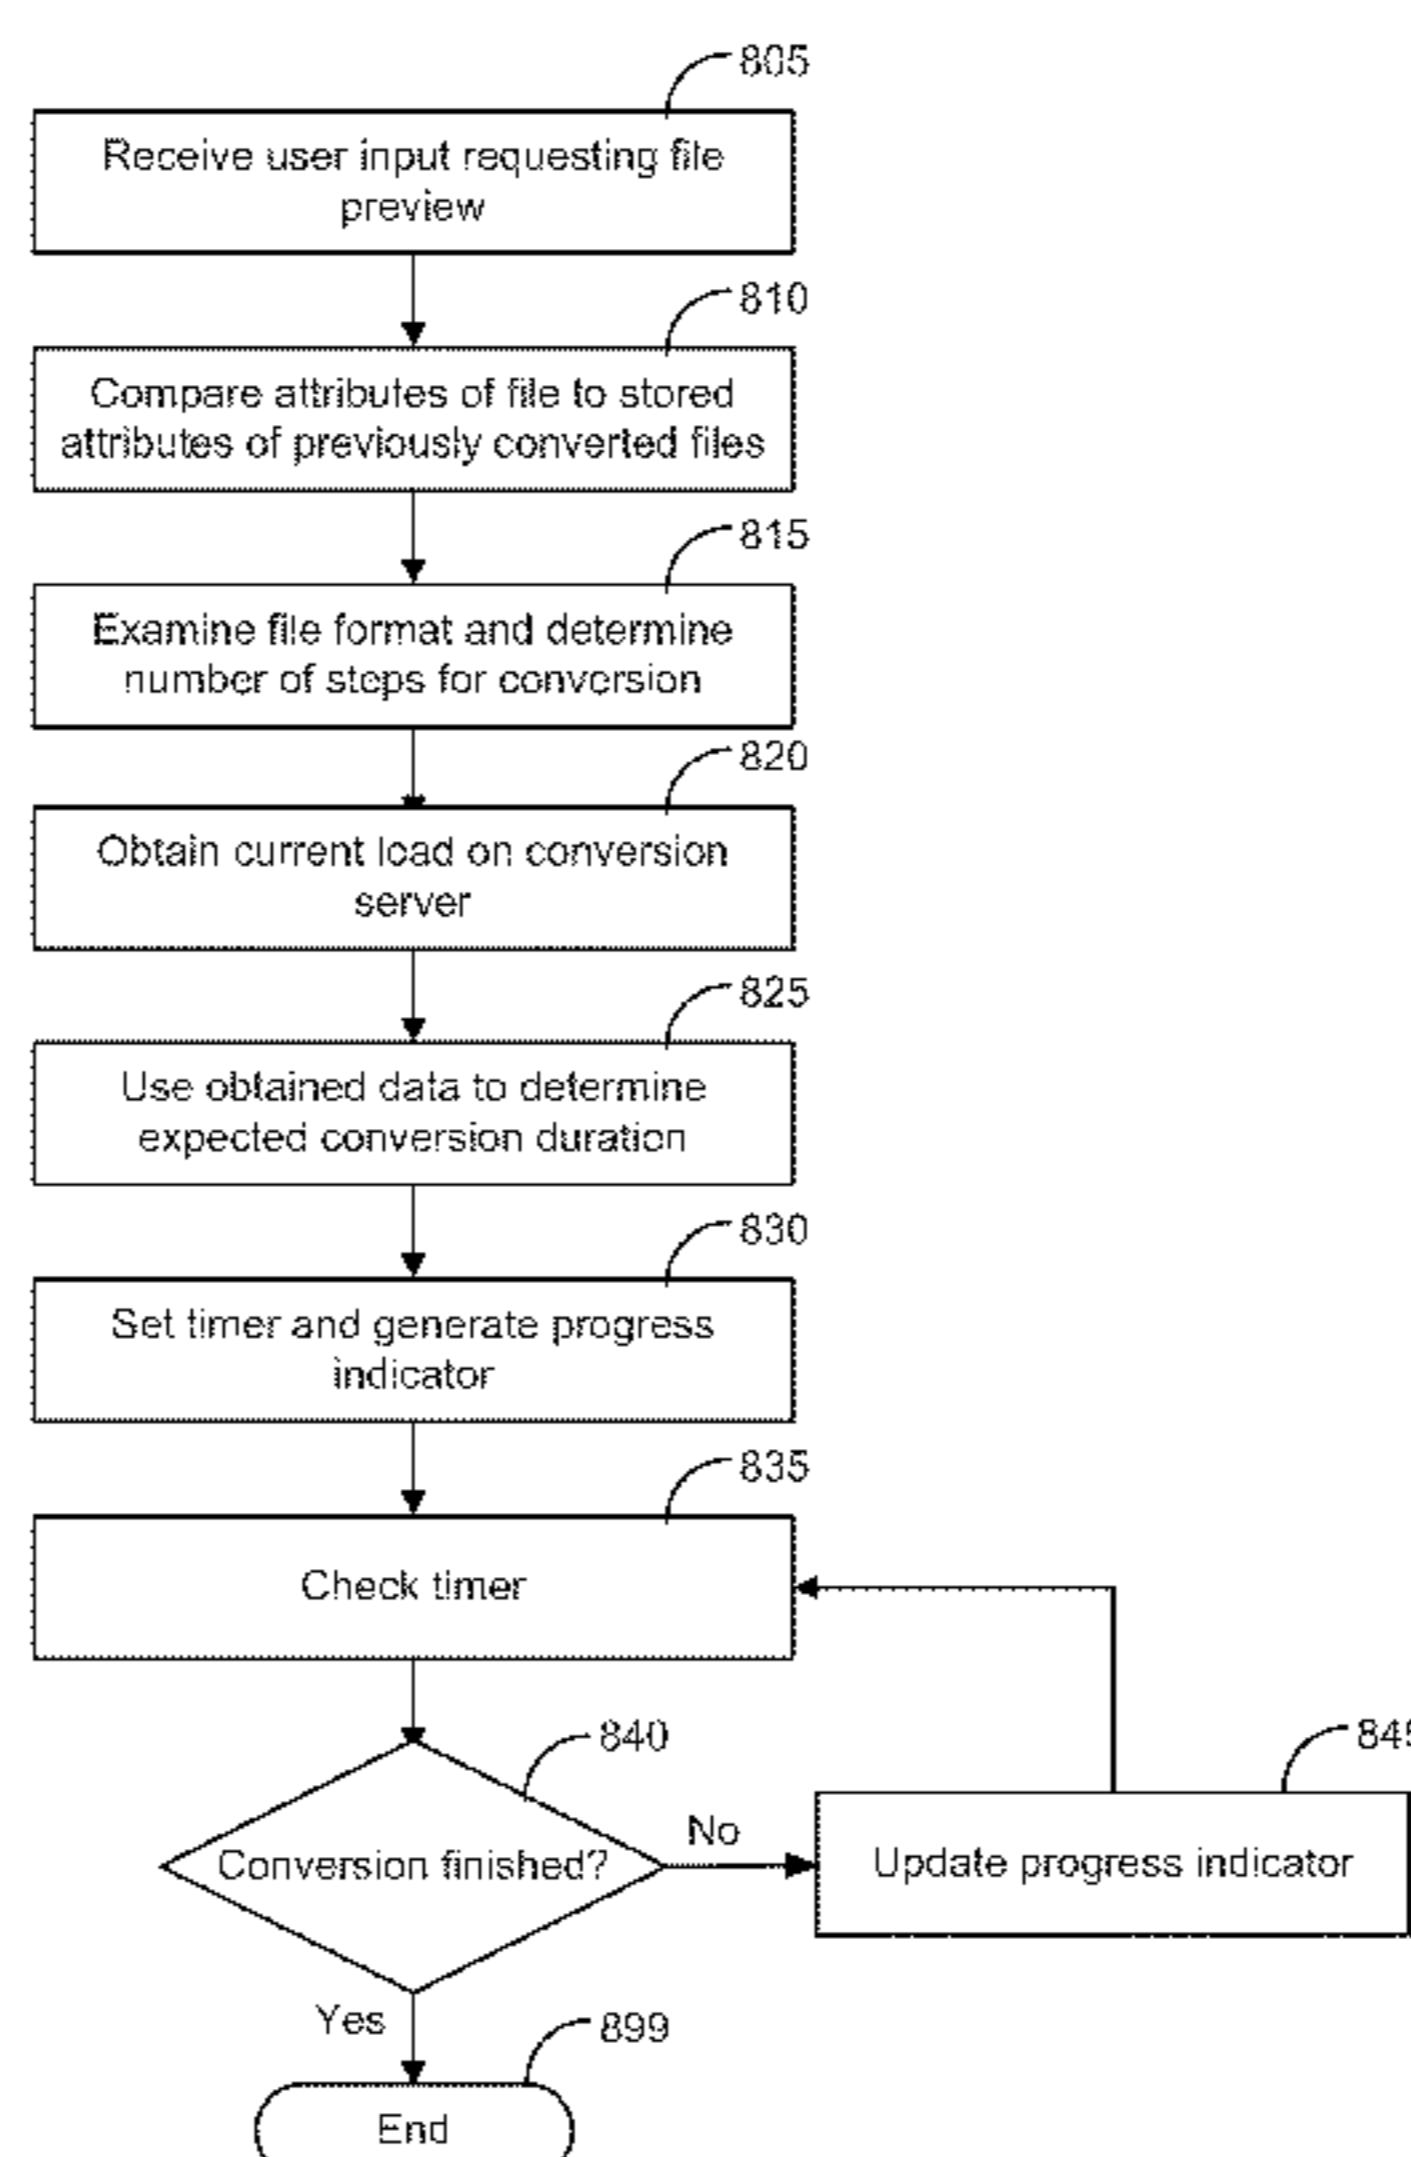 805
Receive user input requesting file
preview
810
Compare attributes of file to stored
attributes of previously converted files
815
Examine file format and determine
number of steps for conversion
820
Obtain current load on conversion
server
825
Use obtained data to determine
expected conversion duration
830
Set timer and generate progress
indicator
835
Check timer
840
Conversion finished?
No
845
Update progress indicator
Yes
899
End